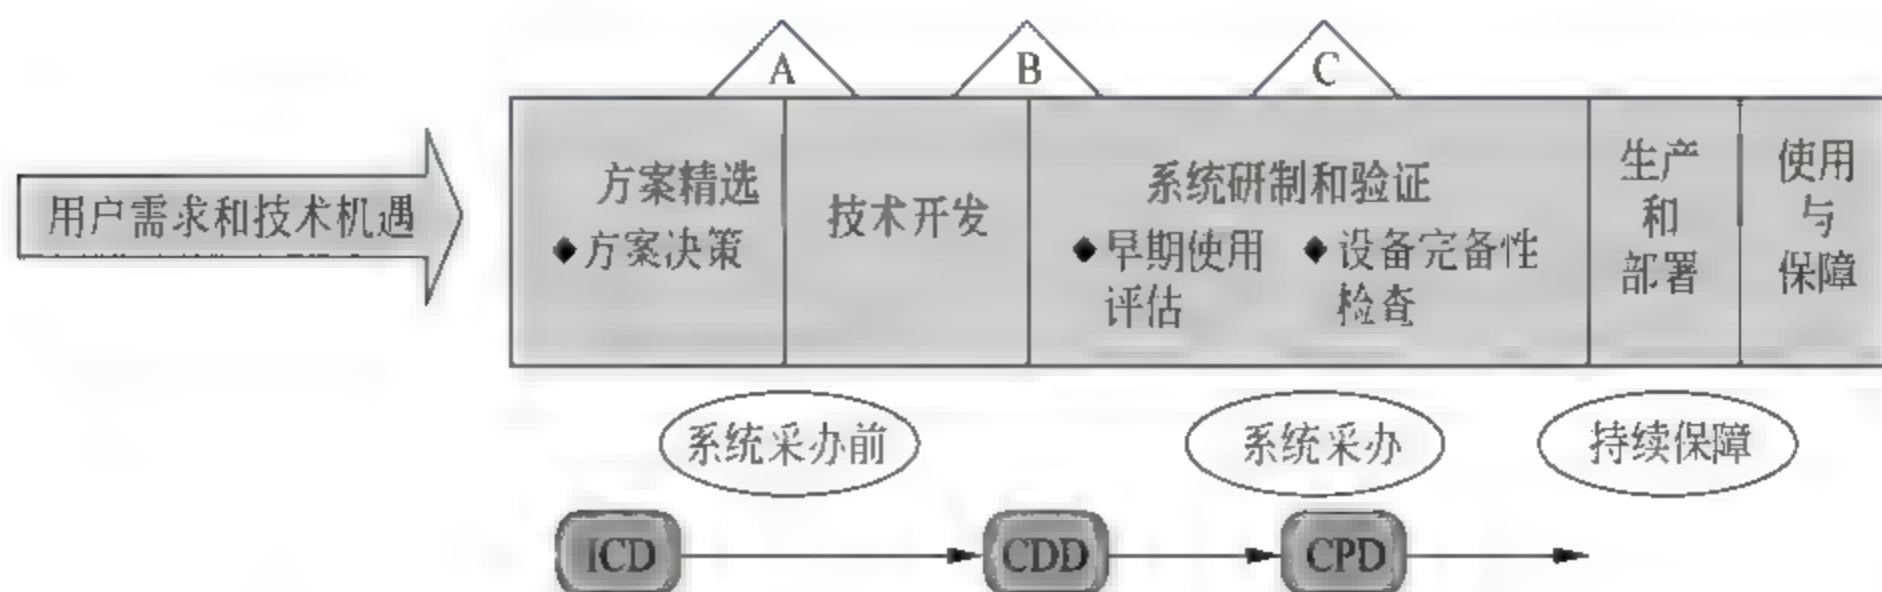 A
B
C
用户需求和技术机遇
方案精选
◆方案决策
技术开发
系统研制和验证
◆早期使用
评估
◆设备完备性
检查
生产
和
部署
使用
与
保障
系统采办前
系统采办
持续保障
ICD
CDD
CPD